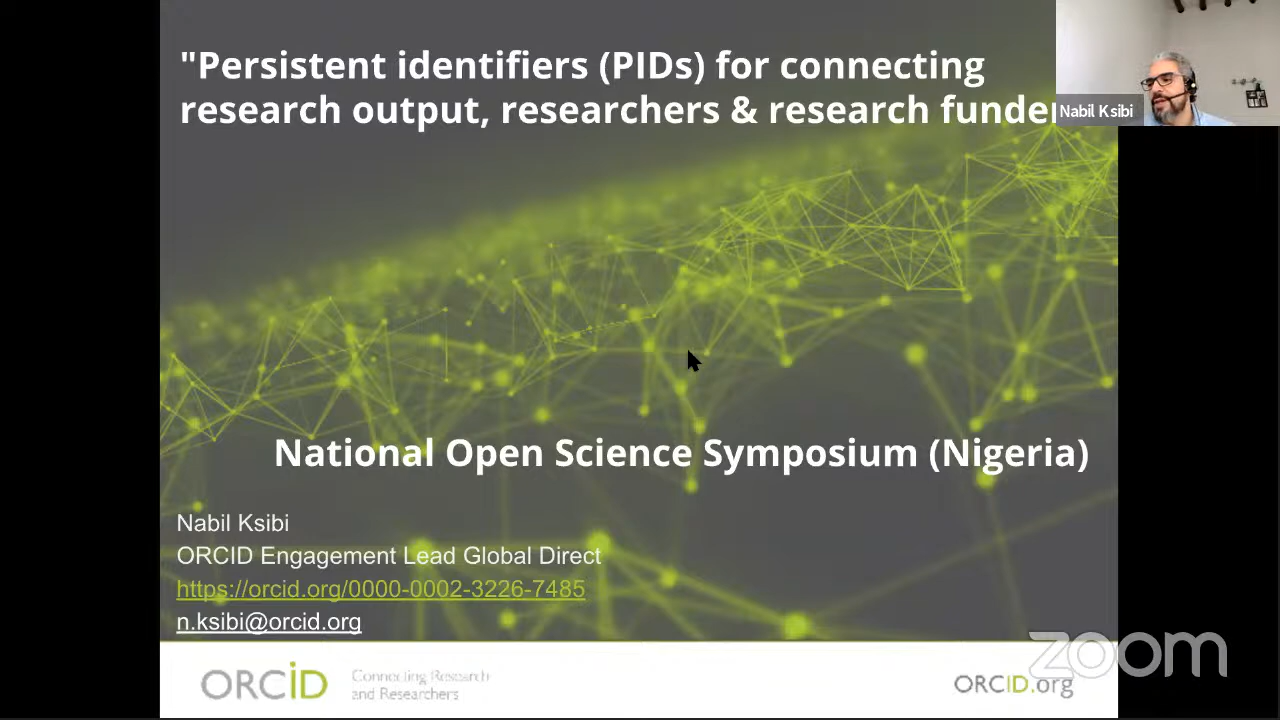 "Persistent identifiers (PIDs) for connecting
research output, researchers & research funde
Nabil Ksibi
National Open Science Symposium (Nigeria)
Nabil Ksibi
ORCID Engagement Lead Global Direct
https://orcid.org/0000-0002-3226-7485
n.ksibi@orcid.org
ORCID
Connecting Research
and Researchers
ORCID.org
zoom